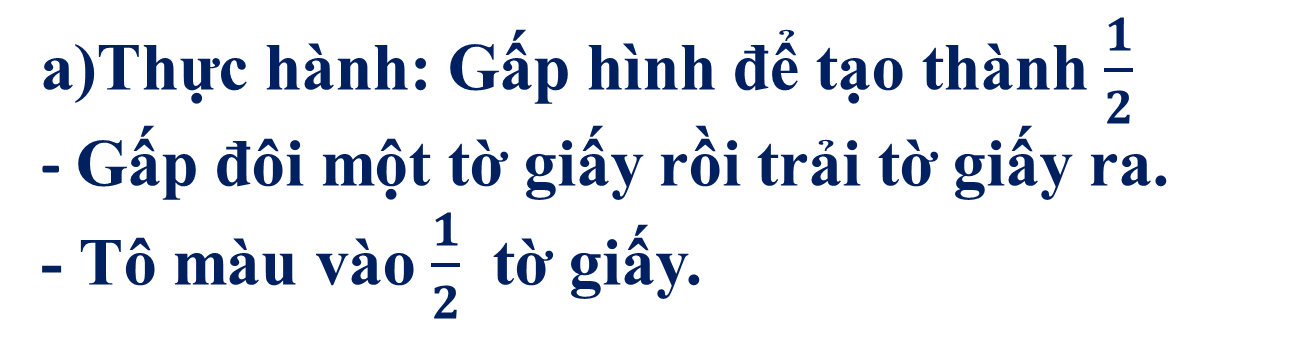 a)Thực hành: Gấp hình để tạo thành 1/2
- Gấp đôi một tờ giấy rồi trải tờ giấy ra.
- Tô màu vào 1/2 tờ giấy.